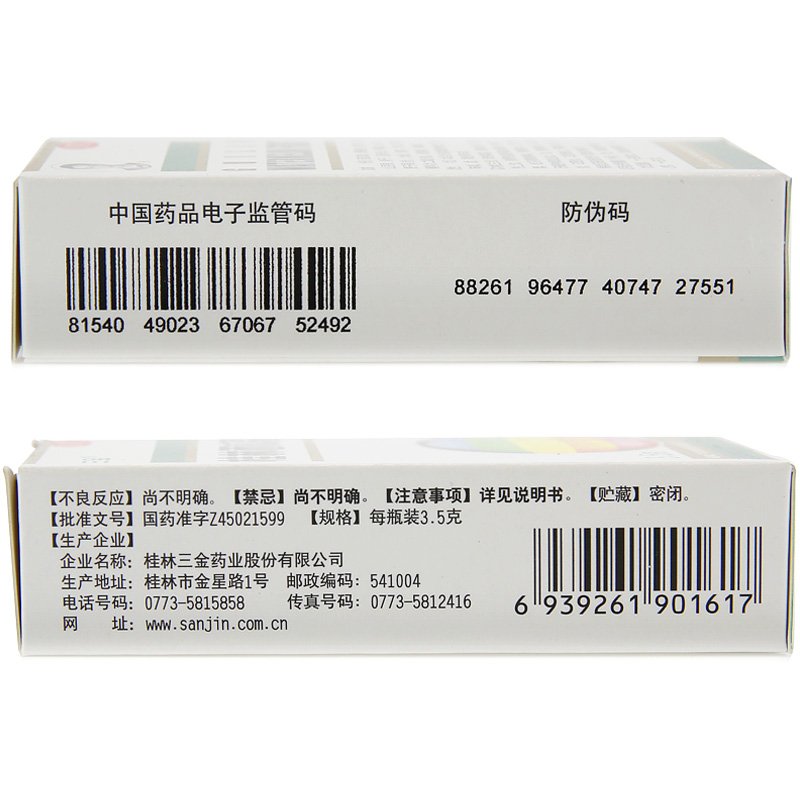 中国药品电子监管码
防伪码
81540 49023 67067 52492
88261 96477 40747 27551
【不良反应】尚不明确。【禁忌】尚不明确。【注意事项】详见说明书。【贮藏】密闭。
【批准文号】国药准字Z45021599 【规格】每瓶装3.5克
【生产企业】
企业名称：桂林三金药业股份有限公司
生产地址：桂林市金星路1号 邮政编码：541004
电话号码：0773-5815858 传真号码：0773-5812416
网 址：www.sanjin.com.cn
6 939261 901617